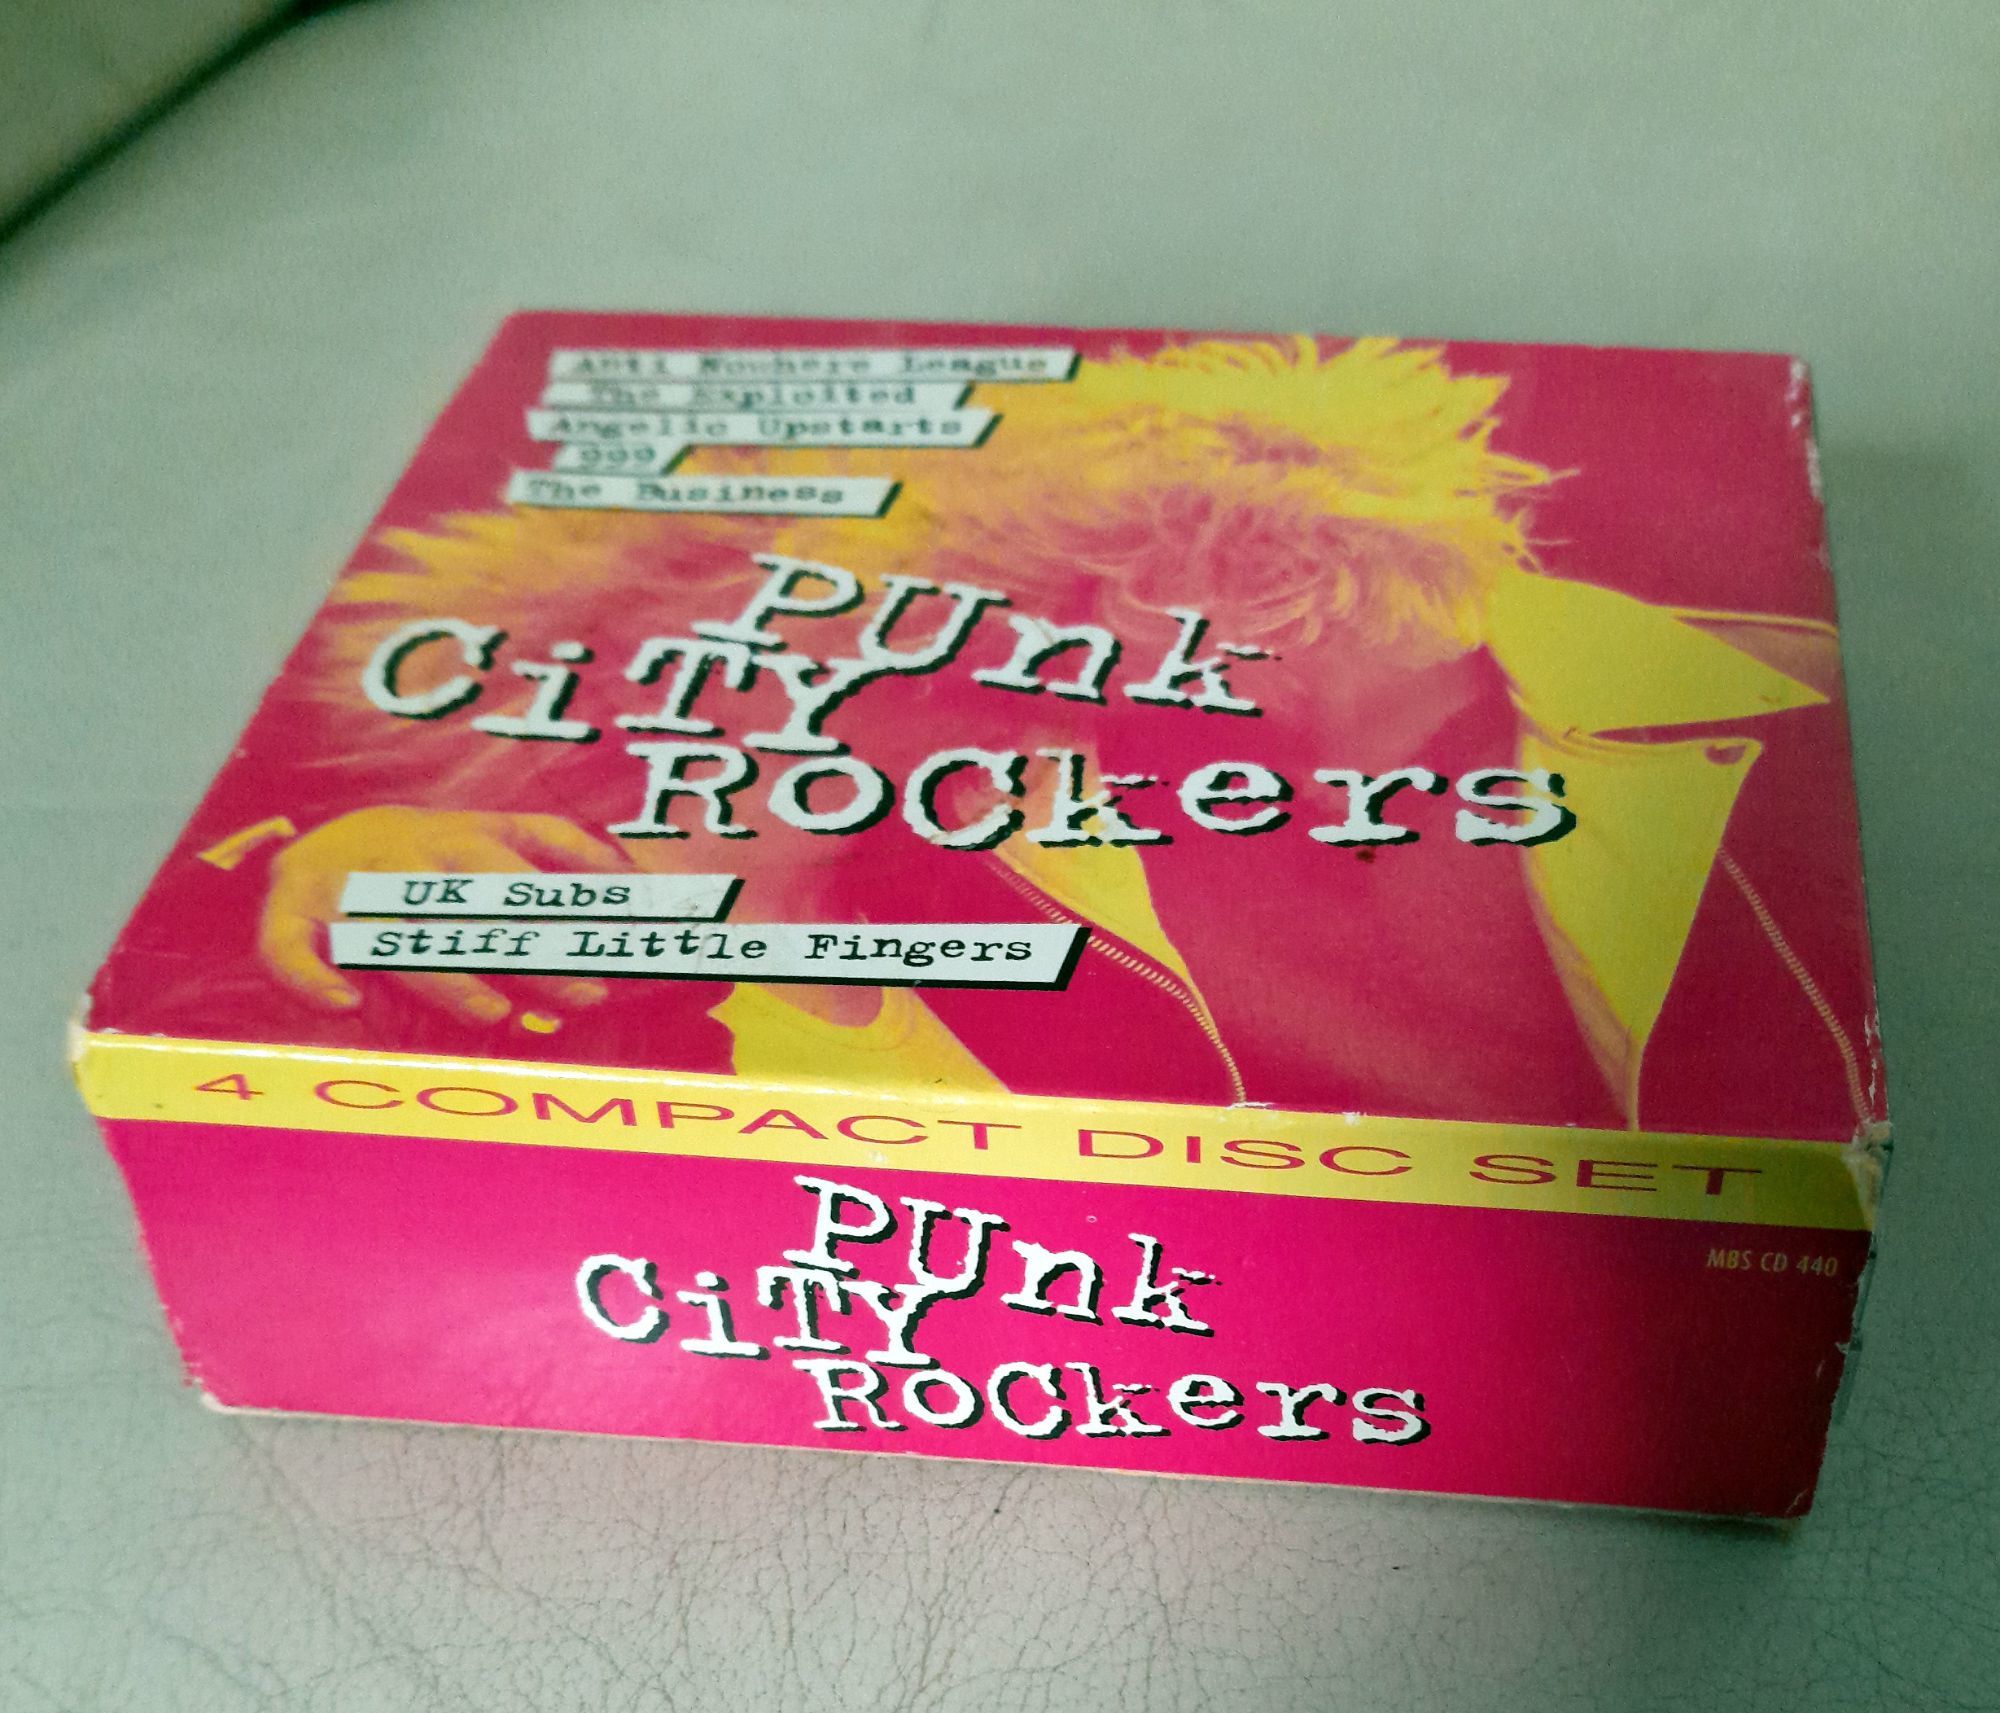 Anti Nowhere League
The Exploited
Angelic Upstarts
999
The Business
PUnk
CiTY
ROCkers
UK Subs
Stiff Little Fingers
4 COMPACT DISC SET
PUnk
CiTY
ROCkers
MBS CD 440